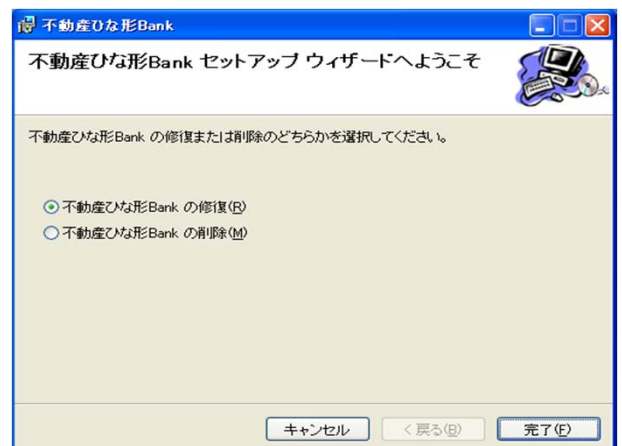 不動産ひな形Bank
不動産ひな形Bank セットアップ ウィザードへようこそ
不動産ひな形Bank の修復または削除のどちらかを選択してください。
不動産ひな形Bank の修復(R)
不動産ひな形Bank の削除(M)
キャンセル
< 戻る(B)
完了(F)